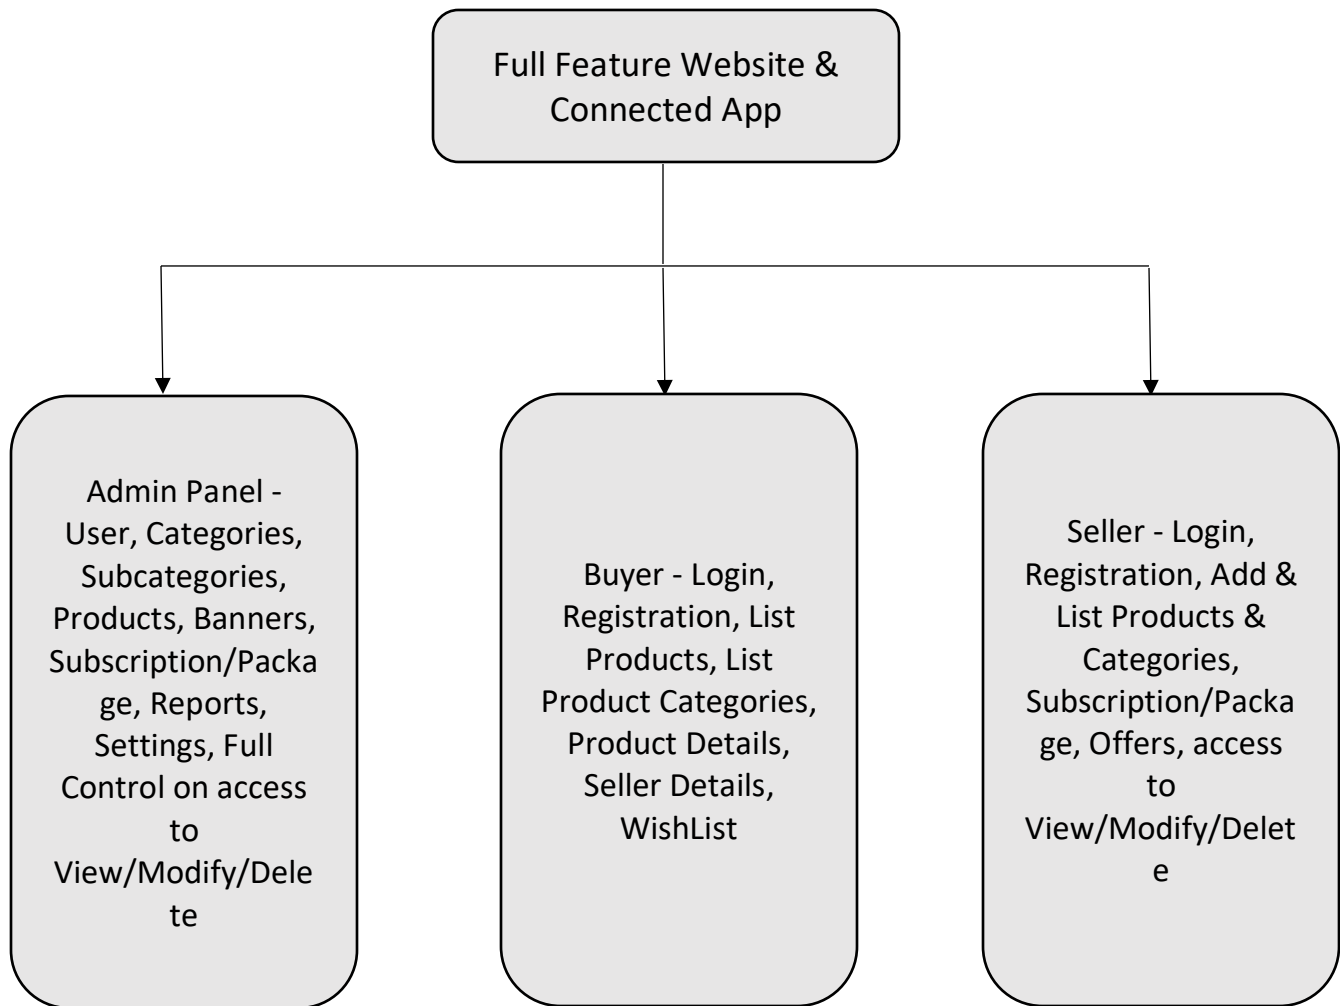 Full Feature Website &
Connected App
Admin Panel -
User, Categories,
Subcategories,
Products, Banners,
Subscription/Packa
ge, Reports,
Settings, Full
Control on access
to
View/Modify/Dele
te
Buyer - Login,
Registration, List
Products, List
Product Categories,
Product Details,
Seller Details,
WishList
Seller - Login,
Registration, Add &
List Products &
Categories,
Subscription/Packa
ge, Offers, access
to
View/Modify/Delet
e